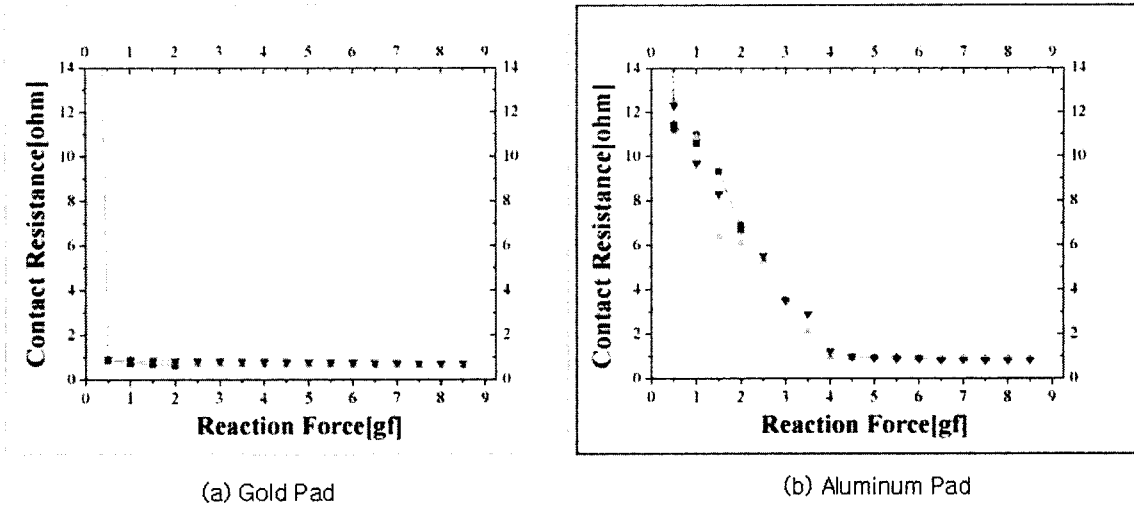 0 1 2 3 4 5 6 7 8 9
14 14
12 12
10 10
8 8
6 6
4 4
2 2
0 0
0 1 2 3 4 5 6 7 8 9
Contact Resistance[ohm]
Reaction Force[gf]
(a) Gold Pad
0 1 2 3 4 5 6 7 8 9
14 14
12 12
10 10
8 8
6 6
4 4
2 2
0 0
0 1 2 3 4 5 6 7 8 9
Contact Resistance[ohm]
Reaction Force[gf]
(b) Aluminum Pad